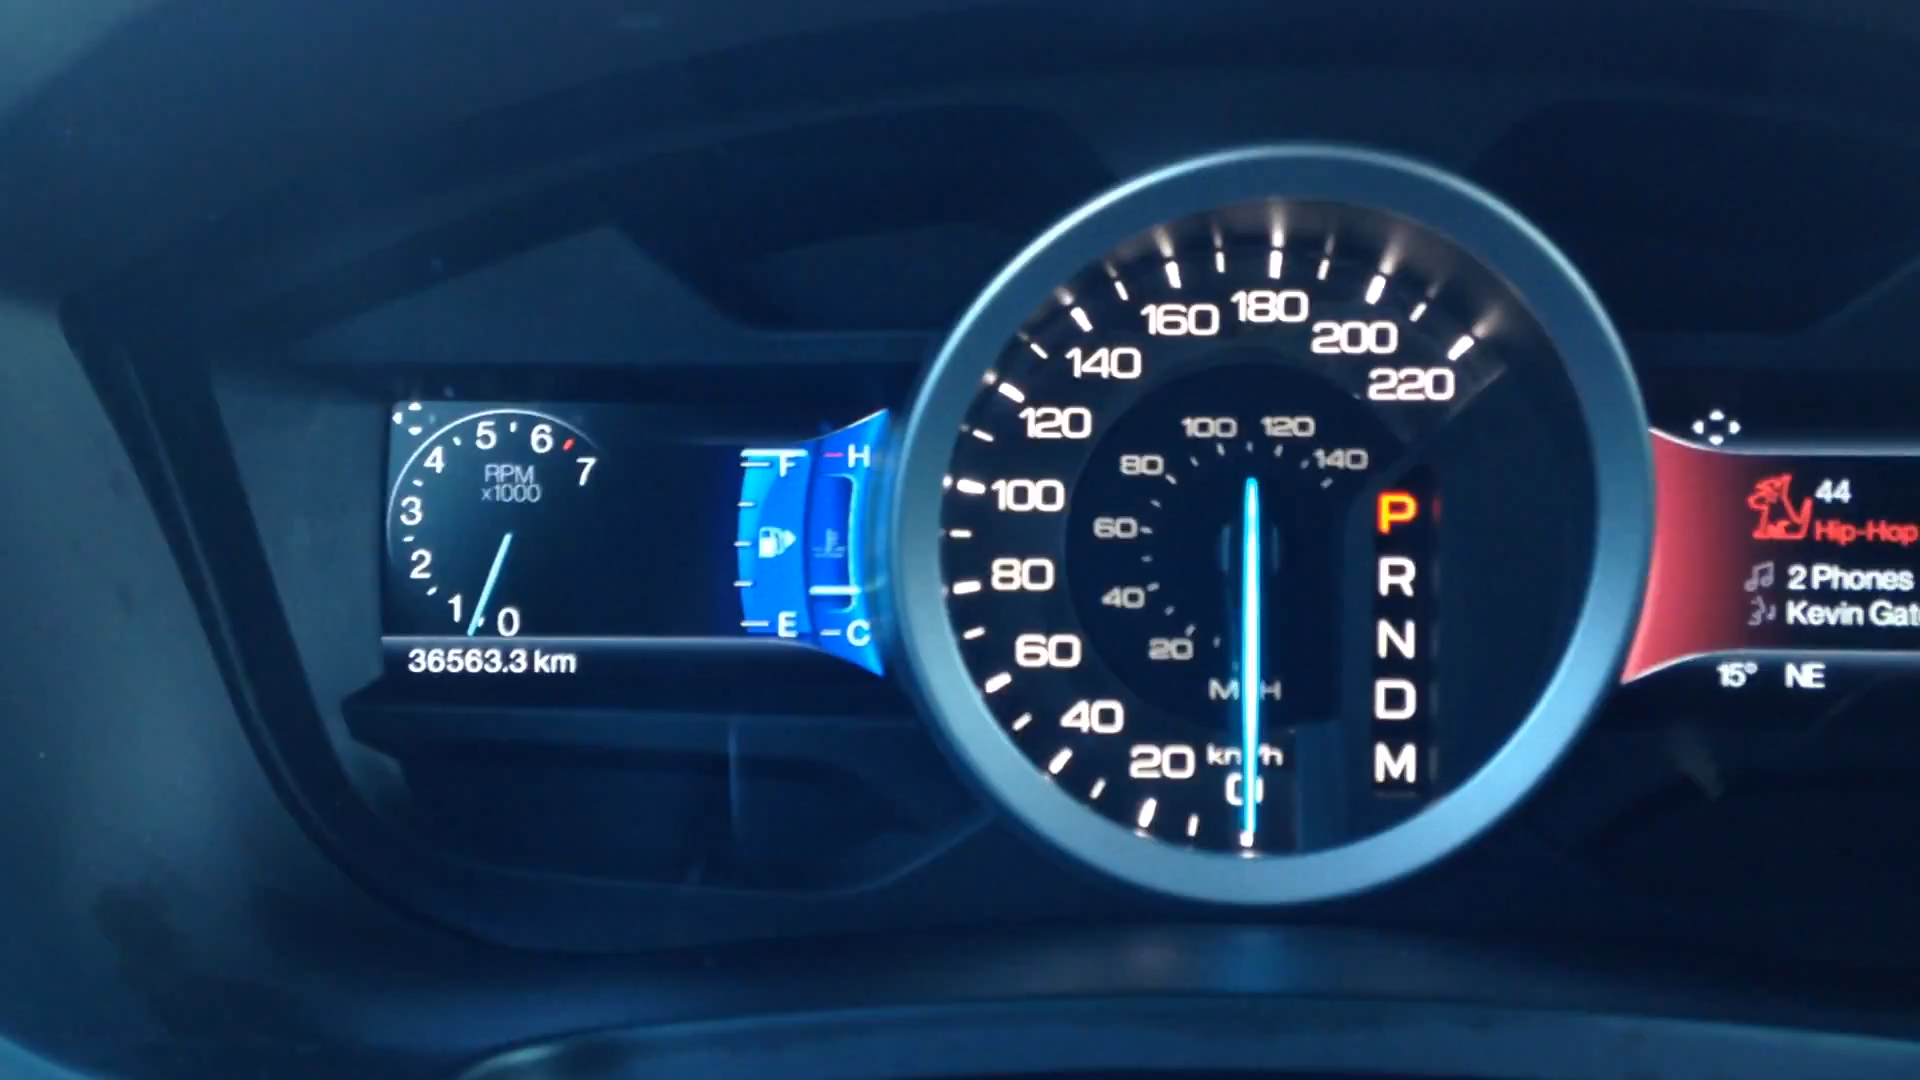 5 6
4 7
RPM
x1000
3
2
1 0
36563.3 km
F H
E C
160 180 200 220
140
120
100
80
60
40
20
km/h
0
100 120 140
80
60
40
20
MPH
P
R
N
D
M
44
Hip-Hop
2 Phones
Kevin
15° NE